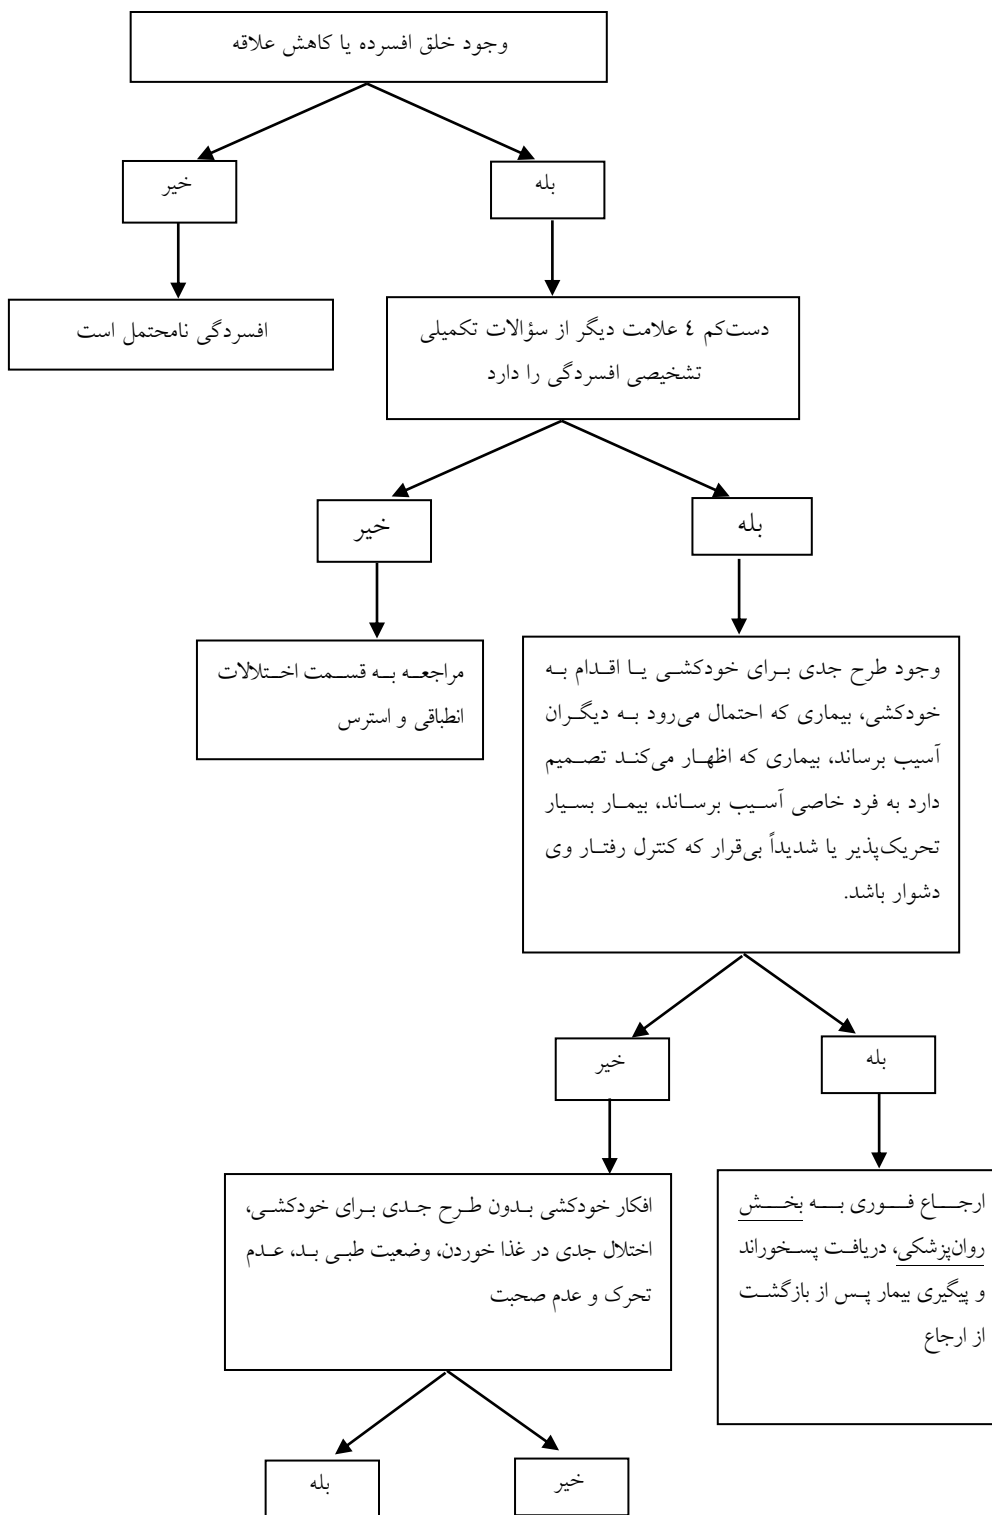 وجود خلق افسرده یا کاهش علاقه
بله
خیر
افسردگی نامحتمل است
دست‌کم ٤ علامت دیگر از سؤالات تکمیلی
تشخیصی افسردگی را دارد
بله
خیر
مراجعه به قسمت اختلالات
انطباقی و استرس
وجود طرح جدی برای خودکشی یا اقدام به
خودکشی، بیماری که احتمال می‌رود به دیگران
آسیب برساند، بیماری که اظهار می‌کند تصمیم
دارد به فرد خاصی آسیب برساند، بیمار بسیار
تحریک‌پذیر یا شدیداً بی‌قرار که کنترل رفتار وی
دشوار باشد.
بله
خیر
ارجاع فوری به بخش
روان‌پزشکی، دریافت پسخوراند
و پیگیری بیمار پس از بازگشت
از ارجاع
افکار خودکشی بدون طرح جدی برای خودکشی،
اختلال جدی در غذا خوردن، وضعیت طبی بد، عدم
تحرک و عدم صحبت
خیر
بله